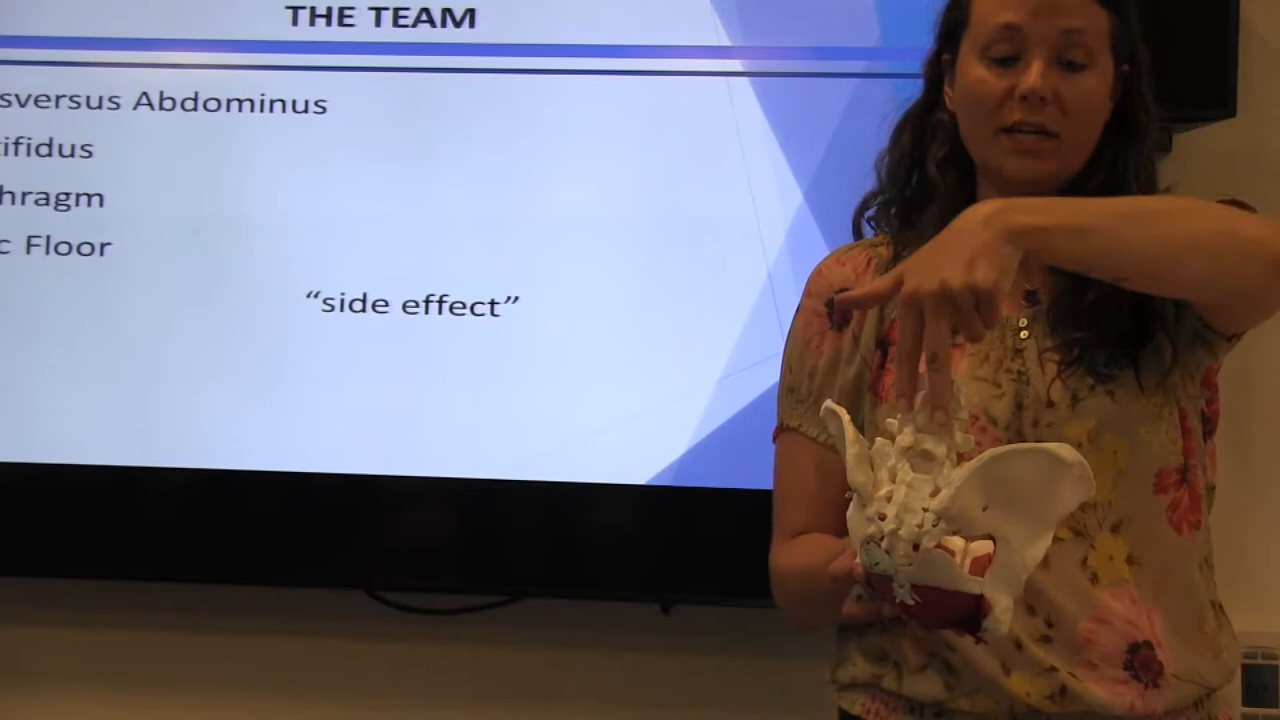 THE TEAM
sversus Abdominus
ifidus
hragm
c Floor
“side effect”